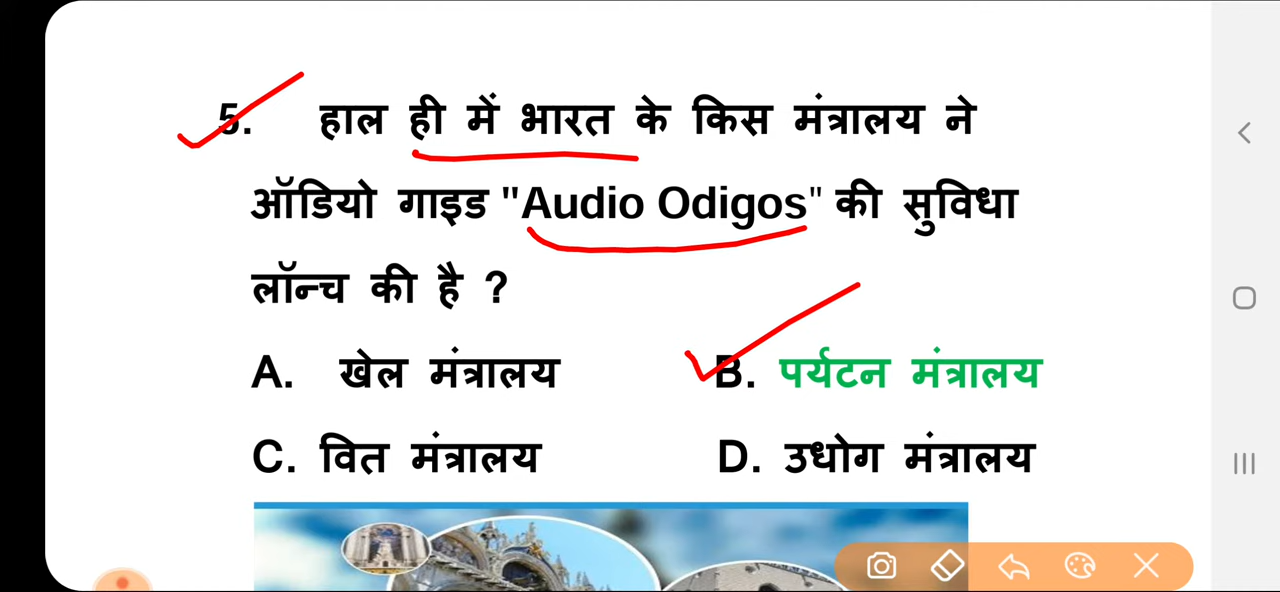 5. हाल ही में भारत के किस मंत्रालय ने
ऑडियो गाइड "Audio Odigos" की सुविधा
लॉन्च की है ?
A. खेल मंत्रालय B. पर्यटन मंत्रालय
C. वित मंत्रालय D. उधोग मंत्रालय